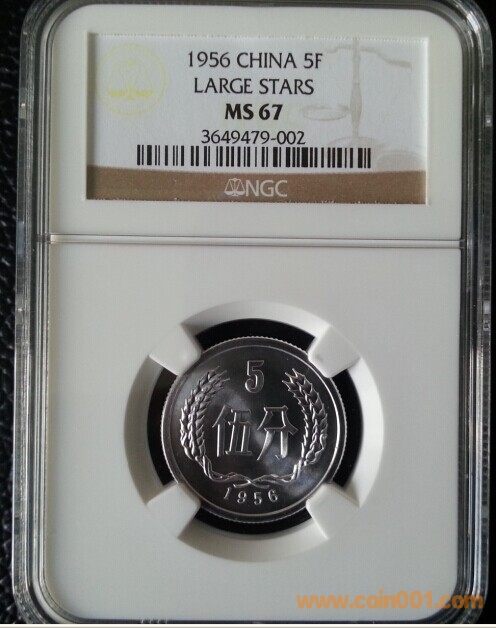 1956 CHINA 5F
LARGE STARS
MS 67
3649479-002
NGC
5
伍分
1956
www.coin001.com